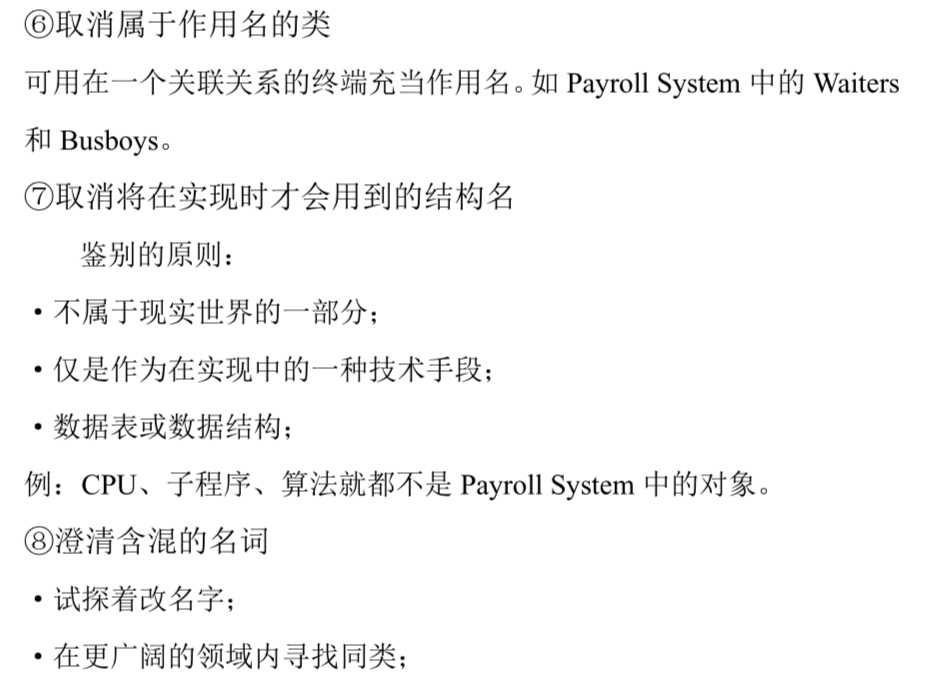 ⑥取消属于作用名的类
可用在一个关联关系的终端充当作用名。如 Payroll System 中的 Waiters
和 Busboys。
⑦取消将在实现时才会用到的结构名
鉴别的原则：
·不属于现实世界的一部分；
·仅是作为在实现中的一种技术手段；
·数据表或数据结构；
例：CPU、子程序、算法就都不是 Payroll System 中的对象。
⑧澄清含混的名词
·试探着改名字；
·在更广阔的领域内寻找同类；